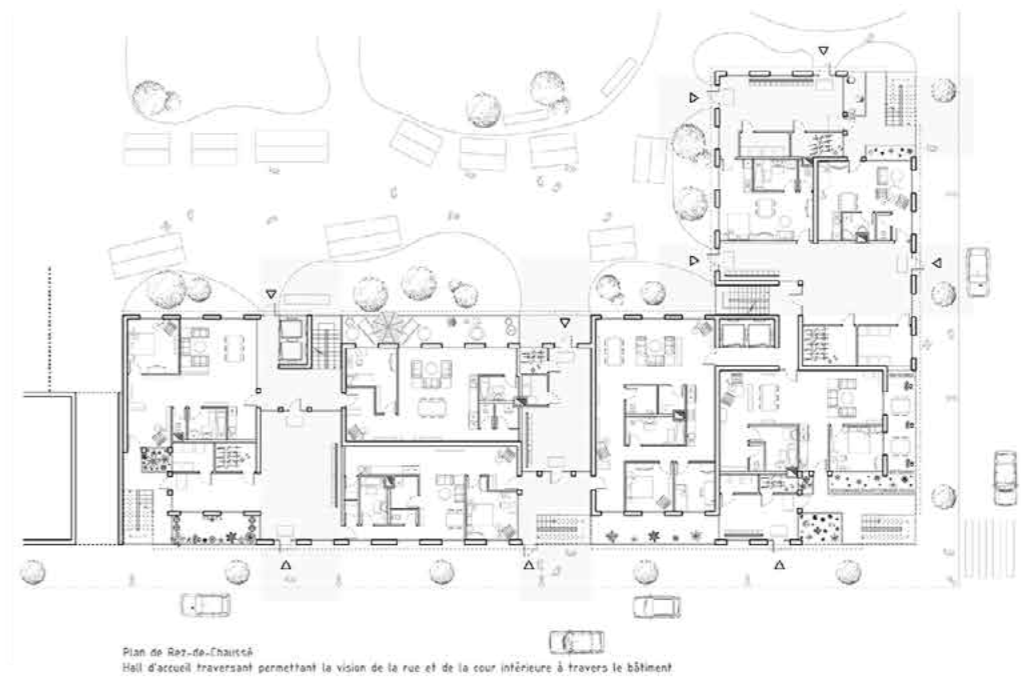 Plan de Rez-de-Chaussé
Hall d'accueil traversant permettant la vision de la rue et de la cour intérieure à travers le bâtiment